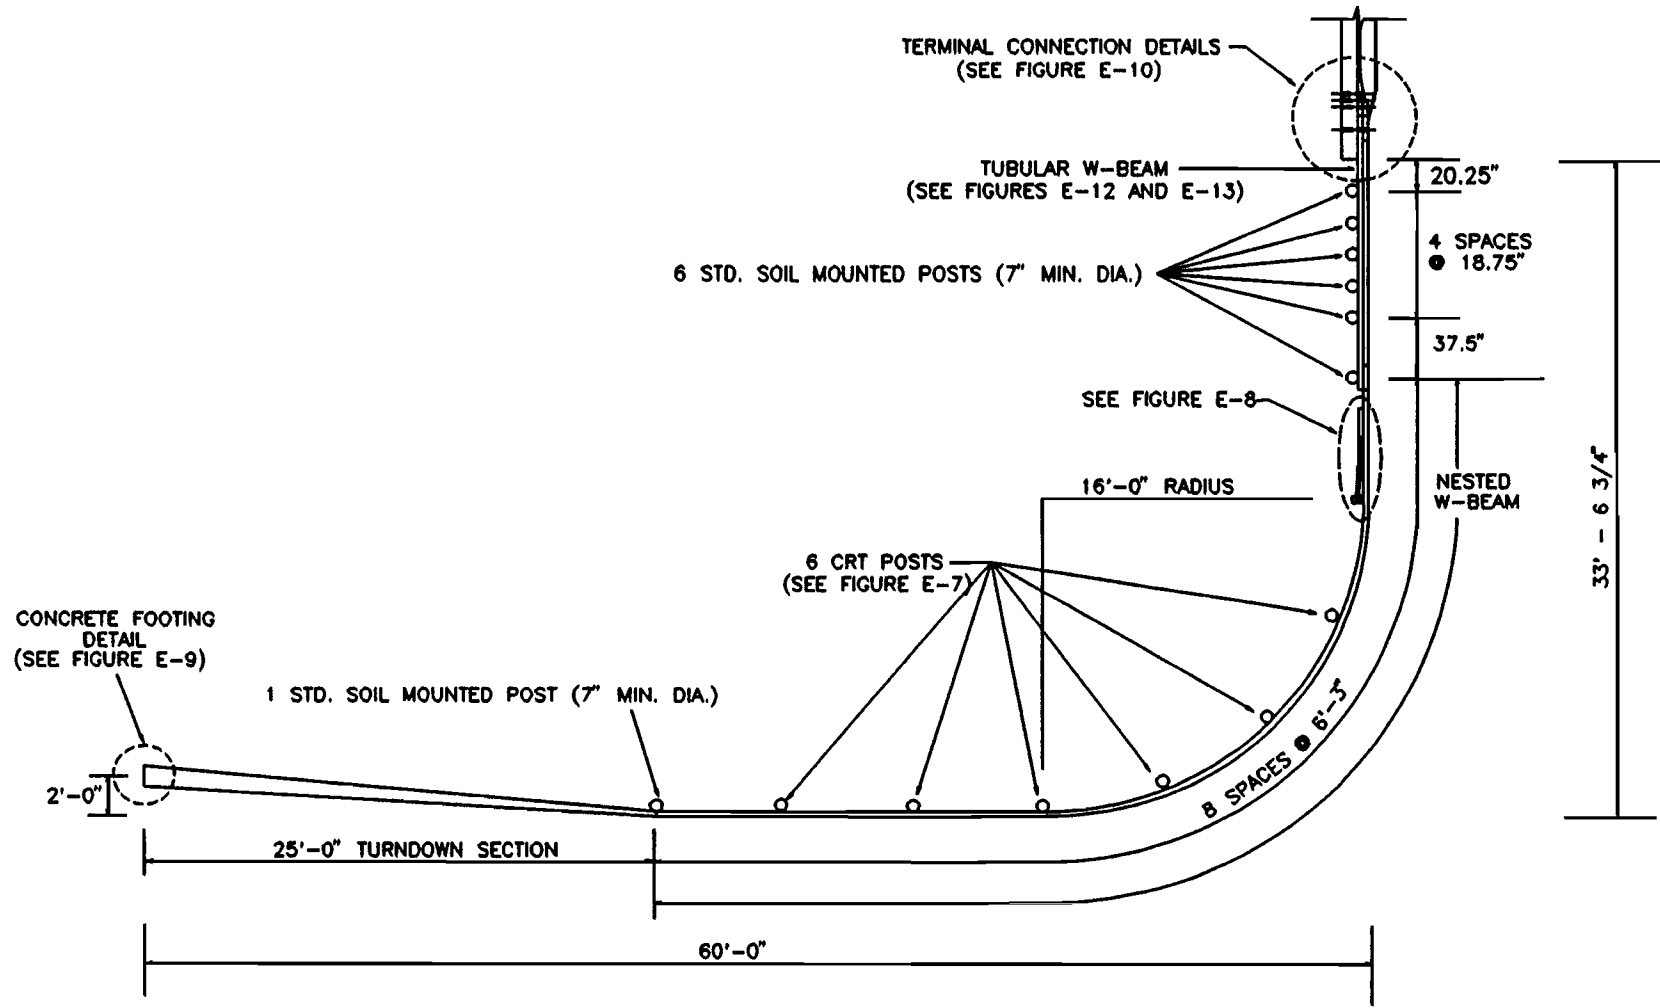 TERMINAL CONNECTION DETAILS
(SEE FIGURE E-10)
TUBULAR W-BEAM
(SEE FIGURES E-12 AND E-13)
20.25"
4 SPACES
@ 18.75"
6 STD. SOIL MOUNTED POSTS (7" MIN. DIA.)
37.5"
SEE FIGURE E-8
16'-0" RADIUS
NESTED
W-BEAM
33' - 6 3/4"
6 CRT POSTS
(SEE FIGURE E-7)
CONCRETE FOOTING
DETAIL
(SEE FIGURE E-9)
1 STD. SOIL MOUNTED POST (7" MIN. DIA.)
8 SPACES @ 6'-3"
2'-0"
25'-0" TURNDOWN SECTION
60'-0"